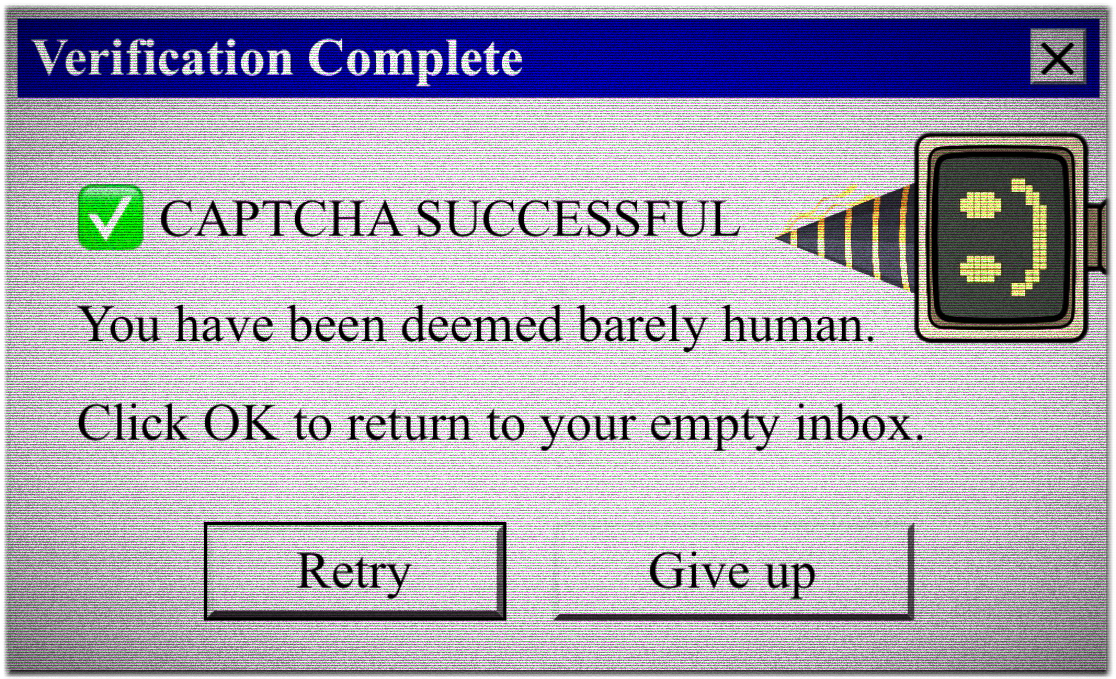 Verification Complete
✅ CAPTCHA SUCCESSFUL
You have been deemed barely human.
Click OK to return to your empty inbox.
Retry
Give up